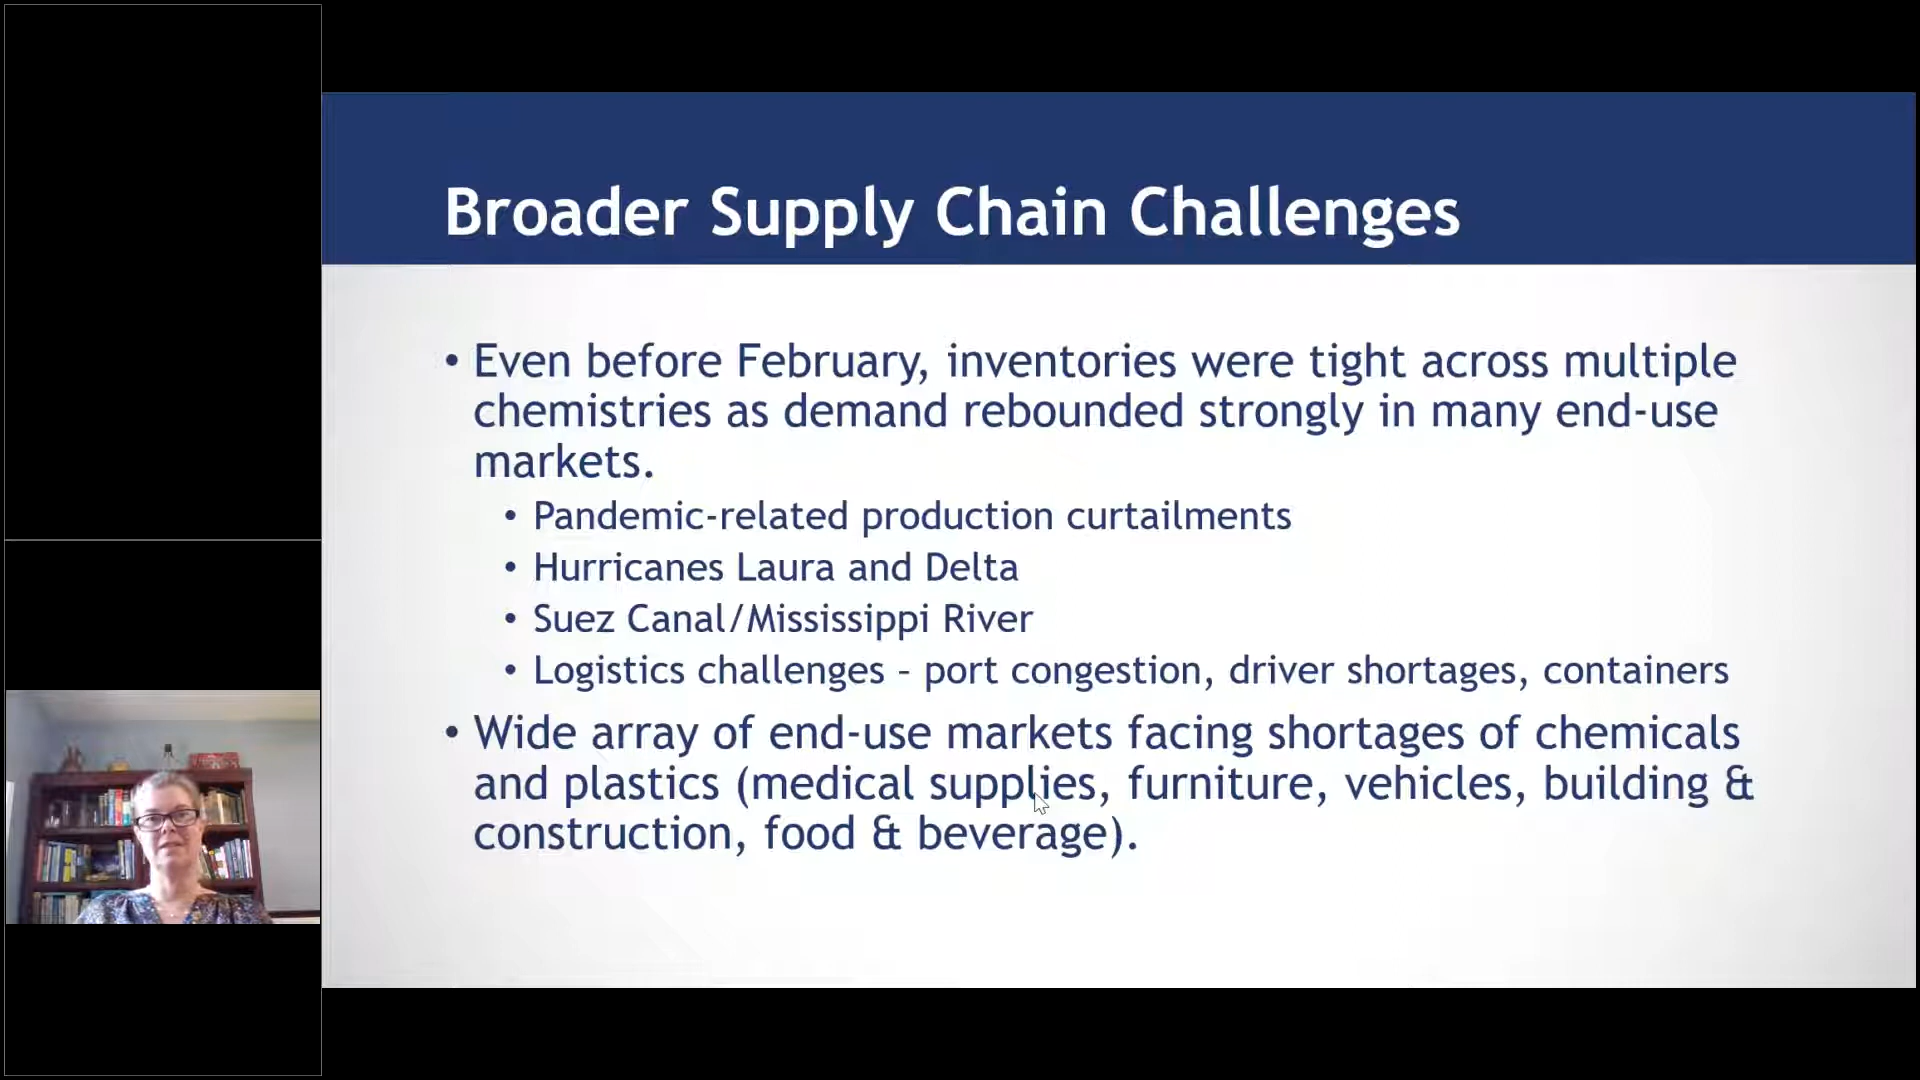 Broader Supply Chain Challenges
• Even before February, inventories were tight across multiple
chemistries as demand rebounded strongly in many end-use
markets.
• Pandemic-related production curtailments
• Hurricanes Laura and Delta
• Suez Canal/Mississippi River
• Logistics challenges – port congestion, driver shortages, containers
• Wide array of end-use markets facing shortages of chemicals
and plastics (medical supplies, furniture, vehicles, building &
construction, food & beverage).